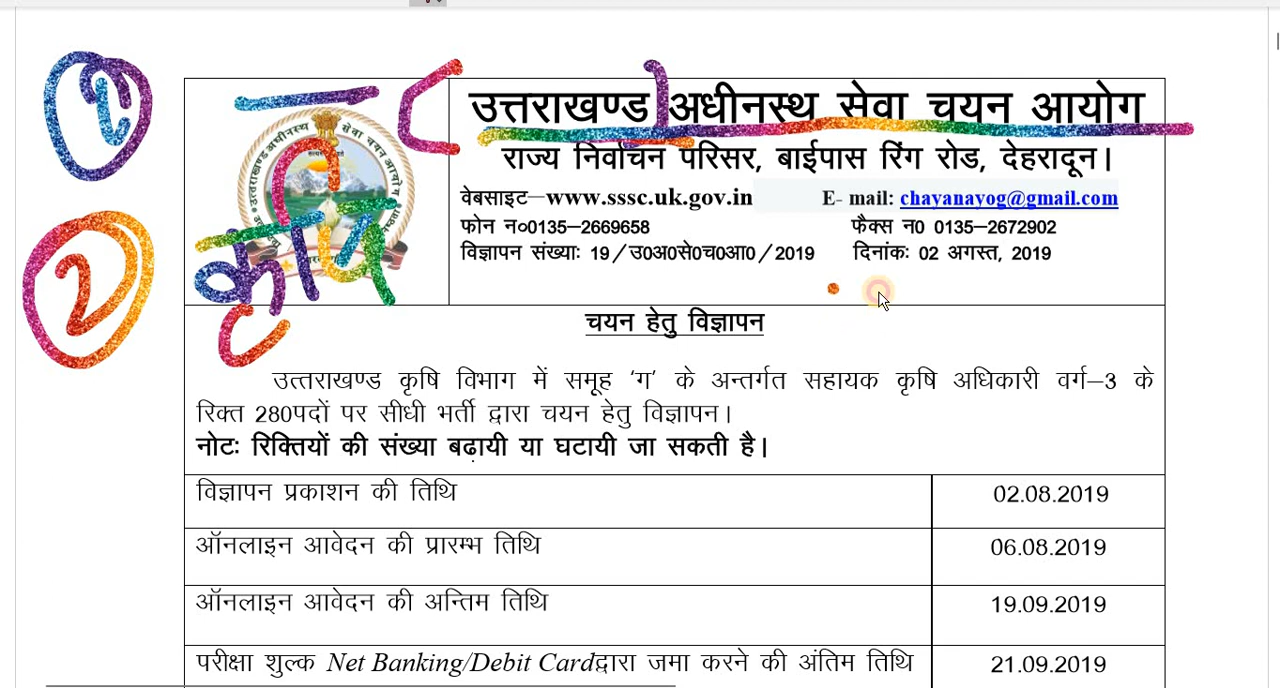 उत्तराखण्ड अधीनस्थ सेवा चयन आयोग
राज्य निर्वाचन परिसर, बाईपास रिंग रोड, देहरादून।
वेबसाइट–www.sssc.uk.gov.in E- mail: chayanayog@gmail.com
फोन न०0135–2669658 फैक्स न0 0135–2672902
विज्ञापन संख्याः 19/उ0अ0से0च0आ0/2019 दिनांकः 02 अगस्त, 2019
चयन हेतु विज्ञापन
उत्तराखण्ड कृषि विभाग में समूह 'ग' के अन्तर्गत सहायक कृषि अधिकारी वर्ग–3 के
रिक्त 280पदों पर सीधी भर्ती द्वारा चयन हेतु विज्ञापन।
नोटः रिक्तियों की संख्या बढ़ायी या घटायी जा सकती है।
विज्ञापन प्रकाशन की तिथि 02.08.2019
ऑनलाइन आवेदन की प्रारम्भ तिथि 06.08.2019
ऑनलाइन आवेदन की अन्तिम तिथि 19.09.2019
परीक्षा शुल्क Net Banking/Debit Cardद्वारा जमा करने की अंतिम तिथि 21.09.2019